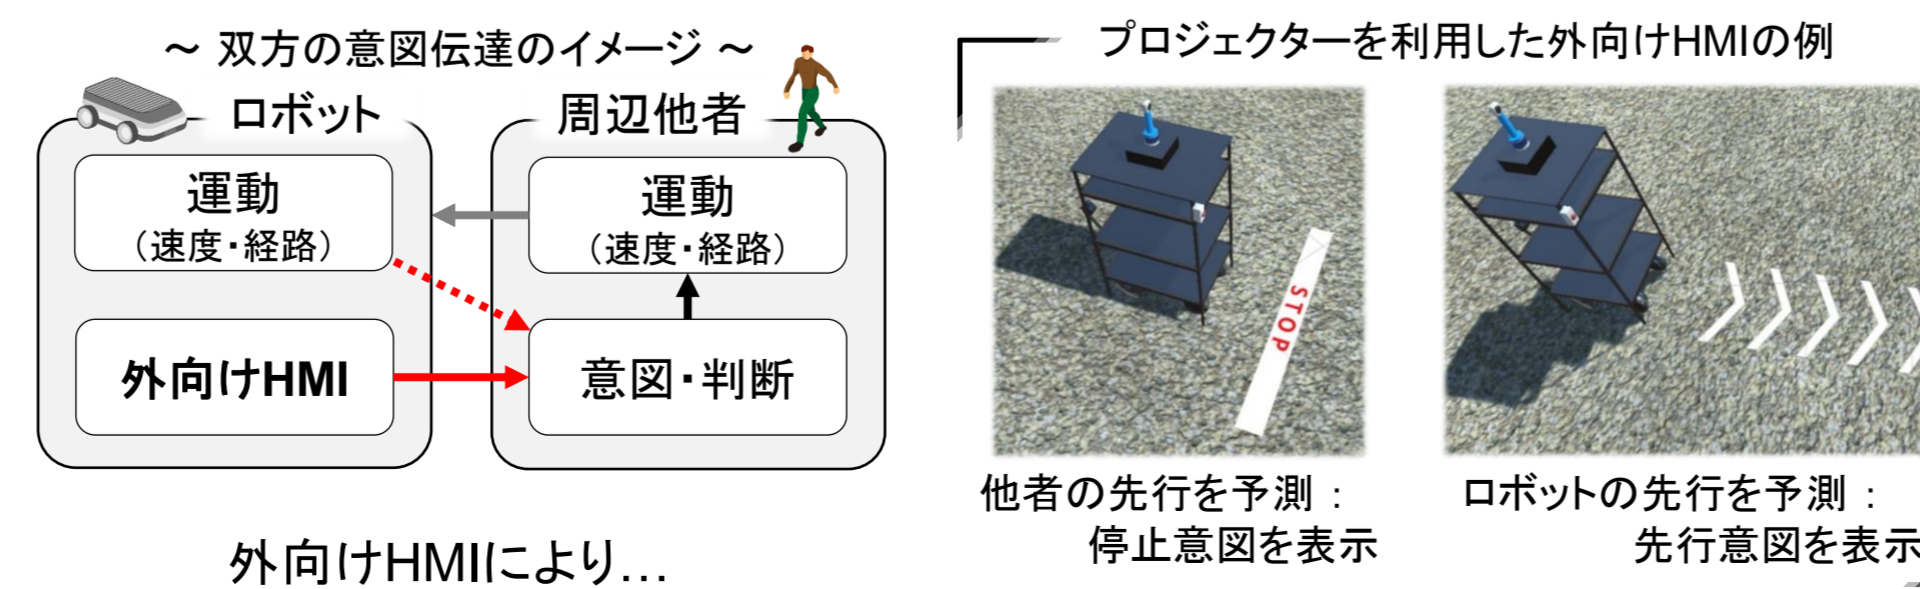 ～ 双方の意図伝達のイメージ ～
ロボット
周辺他者
運動
（速度・経路）
運動
（速度・経路）
外向けHMI
意図・判断
外向けHMIにより…
プロジェクターを利用した外向けHMIの例
STOP
他者の先行を予測：
停止意図を表示
ロボットの先行を予測：
先行意図を表示